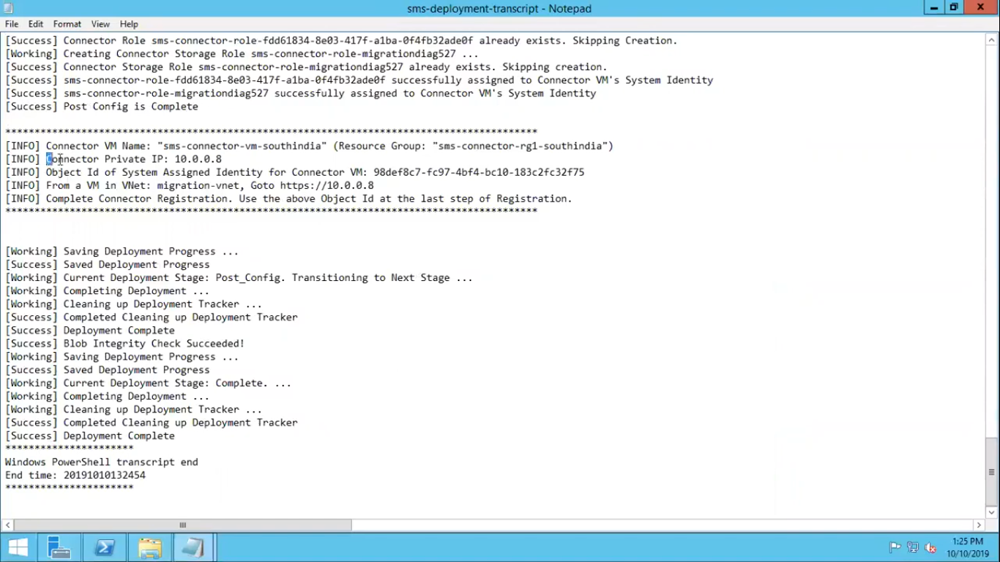 sms-deployment-transcript - Notepad
File Edit Format View Help
[Success] Connector Role sms-connector-role-fdd61834-8e03-417f-a1ba-0f4fb32ade0f already exists. Skipping Creation.
[Working] Creating Connector Storage Role sms-connector-role-migrationdiag527 ...
[Success] Connector Storage Role sms-connector-role-migrationdiag527 already exists. Skipping creation.
[Success] sms-connector-role-fdd61834-8e03-417f-a1ba-0f4fb32ade0f successfully assigned to Connector VM's System Identity
[Success] sms-connector-role-migrationdiag527 successfully assigned to Connector VM's System Identity
[Success] Post Config is Complete
*******************************************************************************************
[INFO] Connector VM Name: "sms-connector-vm-southindia" (Resource Group: "sms-connector-rg1-southindia")
[INFO] Connector Private IP: 10.0.0.8
[INFO] Object Id of System Assigned Identity for Connector VM: 98def8c7-fc97-4bf4-bc10-183c2fc32f75
[INFO] From a VM in VNet: migration-vnet, Goto https://10.0.0.8
[INFO] Complete Connector Registration. Use the above Object Id at the last step of Registration.
*******************************************************************************************
[Working] Saving Deployment Progress ...
[Success] Saved Deployment Progress
[Working] Current Deployment Stage: Post_Config. Transitioning to Next Stage ...
[Working] Completing Deployment ...
[Working] Cleaning up Deployment Tracker ...
[Success] Completed Cleaning up Deployment Tracker
[Success] Deployment Complete
[Success] Blob Integrity Check Succeeded!
[Working] Saving Deployment Progress ...
[Success] Saved Deployment Progress
[Working] Current Deployment Stage: Complete. ...
[Working] Completing Deployment ...
[Working] Cleaning up Deployment Tracker ...
[Success] Completed Cleaning up Deployment Tracker
[Success] Deployment Complete
**********************
Windows PowerShell transcript end
End time: 20191010132454
**********************
1:25 PM
10/10/2019